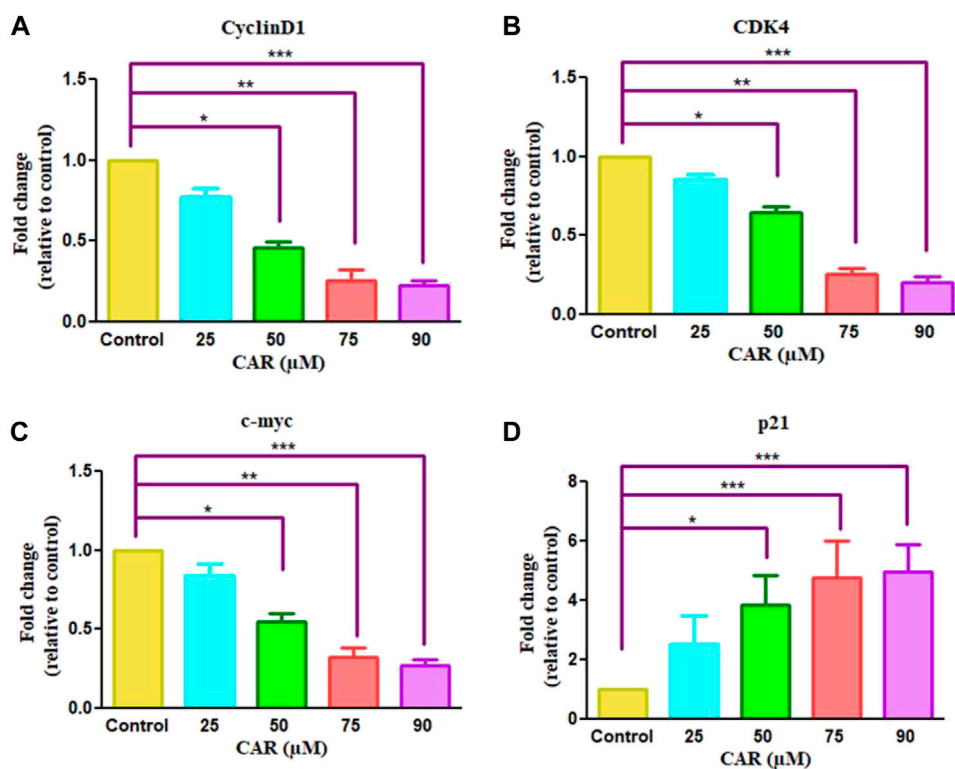 A
CyclinD1
***
**
*
Fold change
(relative to control)
1.5
1.0
0.5
0.0
Control 25 50 75 90
CAR (µM)
B
CDK4
***
**
*
Fold change
(relative to control)
1.5
1.0
0.5
0.0
Control 25 50 75 90
CAR (µM)
C
c-myc
***
**
*
Fold change
(relative to control)
1.5
1.0
0.5
0.0
Control 25 50 75 90
CAR (µM)
D
p21
***
***
*
Fold change
(relative to control)
8
6
4
2
0
Control 25 50 75 90
CAR (µM)